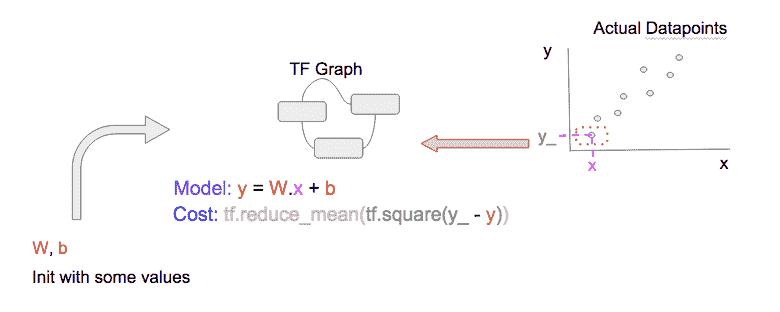 Actual Datapoints
y
TF Graph
y_
x
x
Model: y = W.x + b
Cost: tf.reduce_mean(tf.square(y_ - y))
W, b
Init with some values